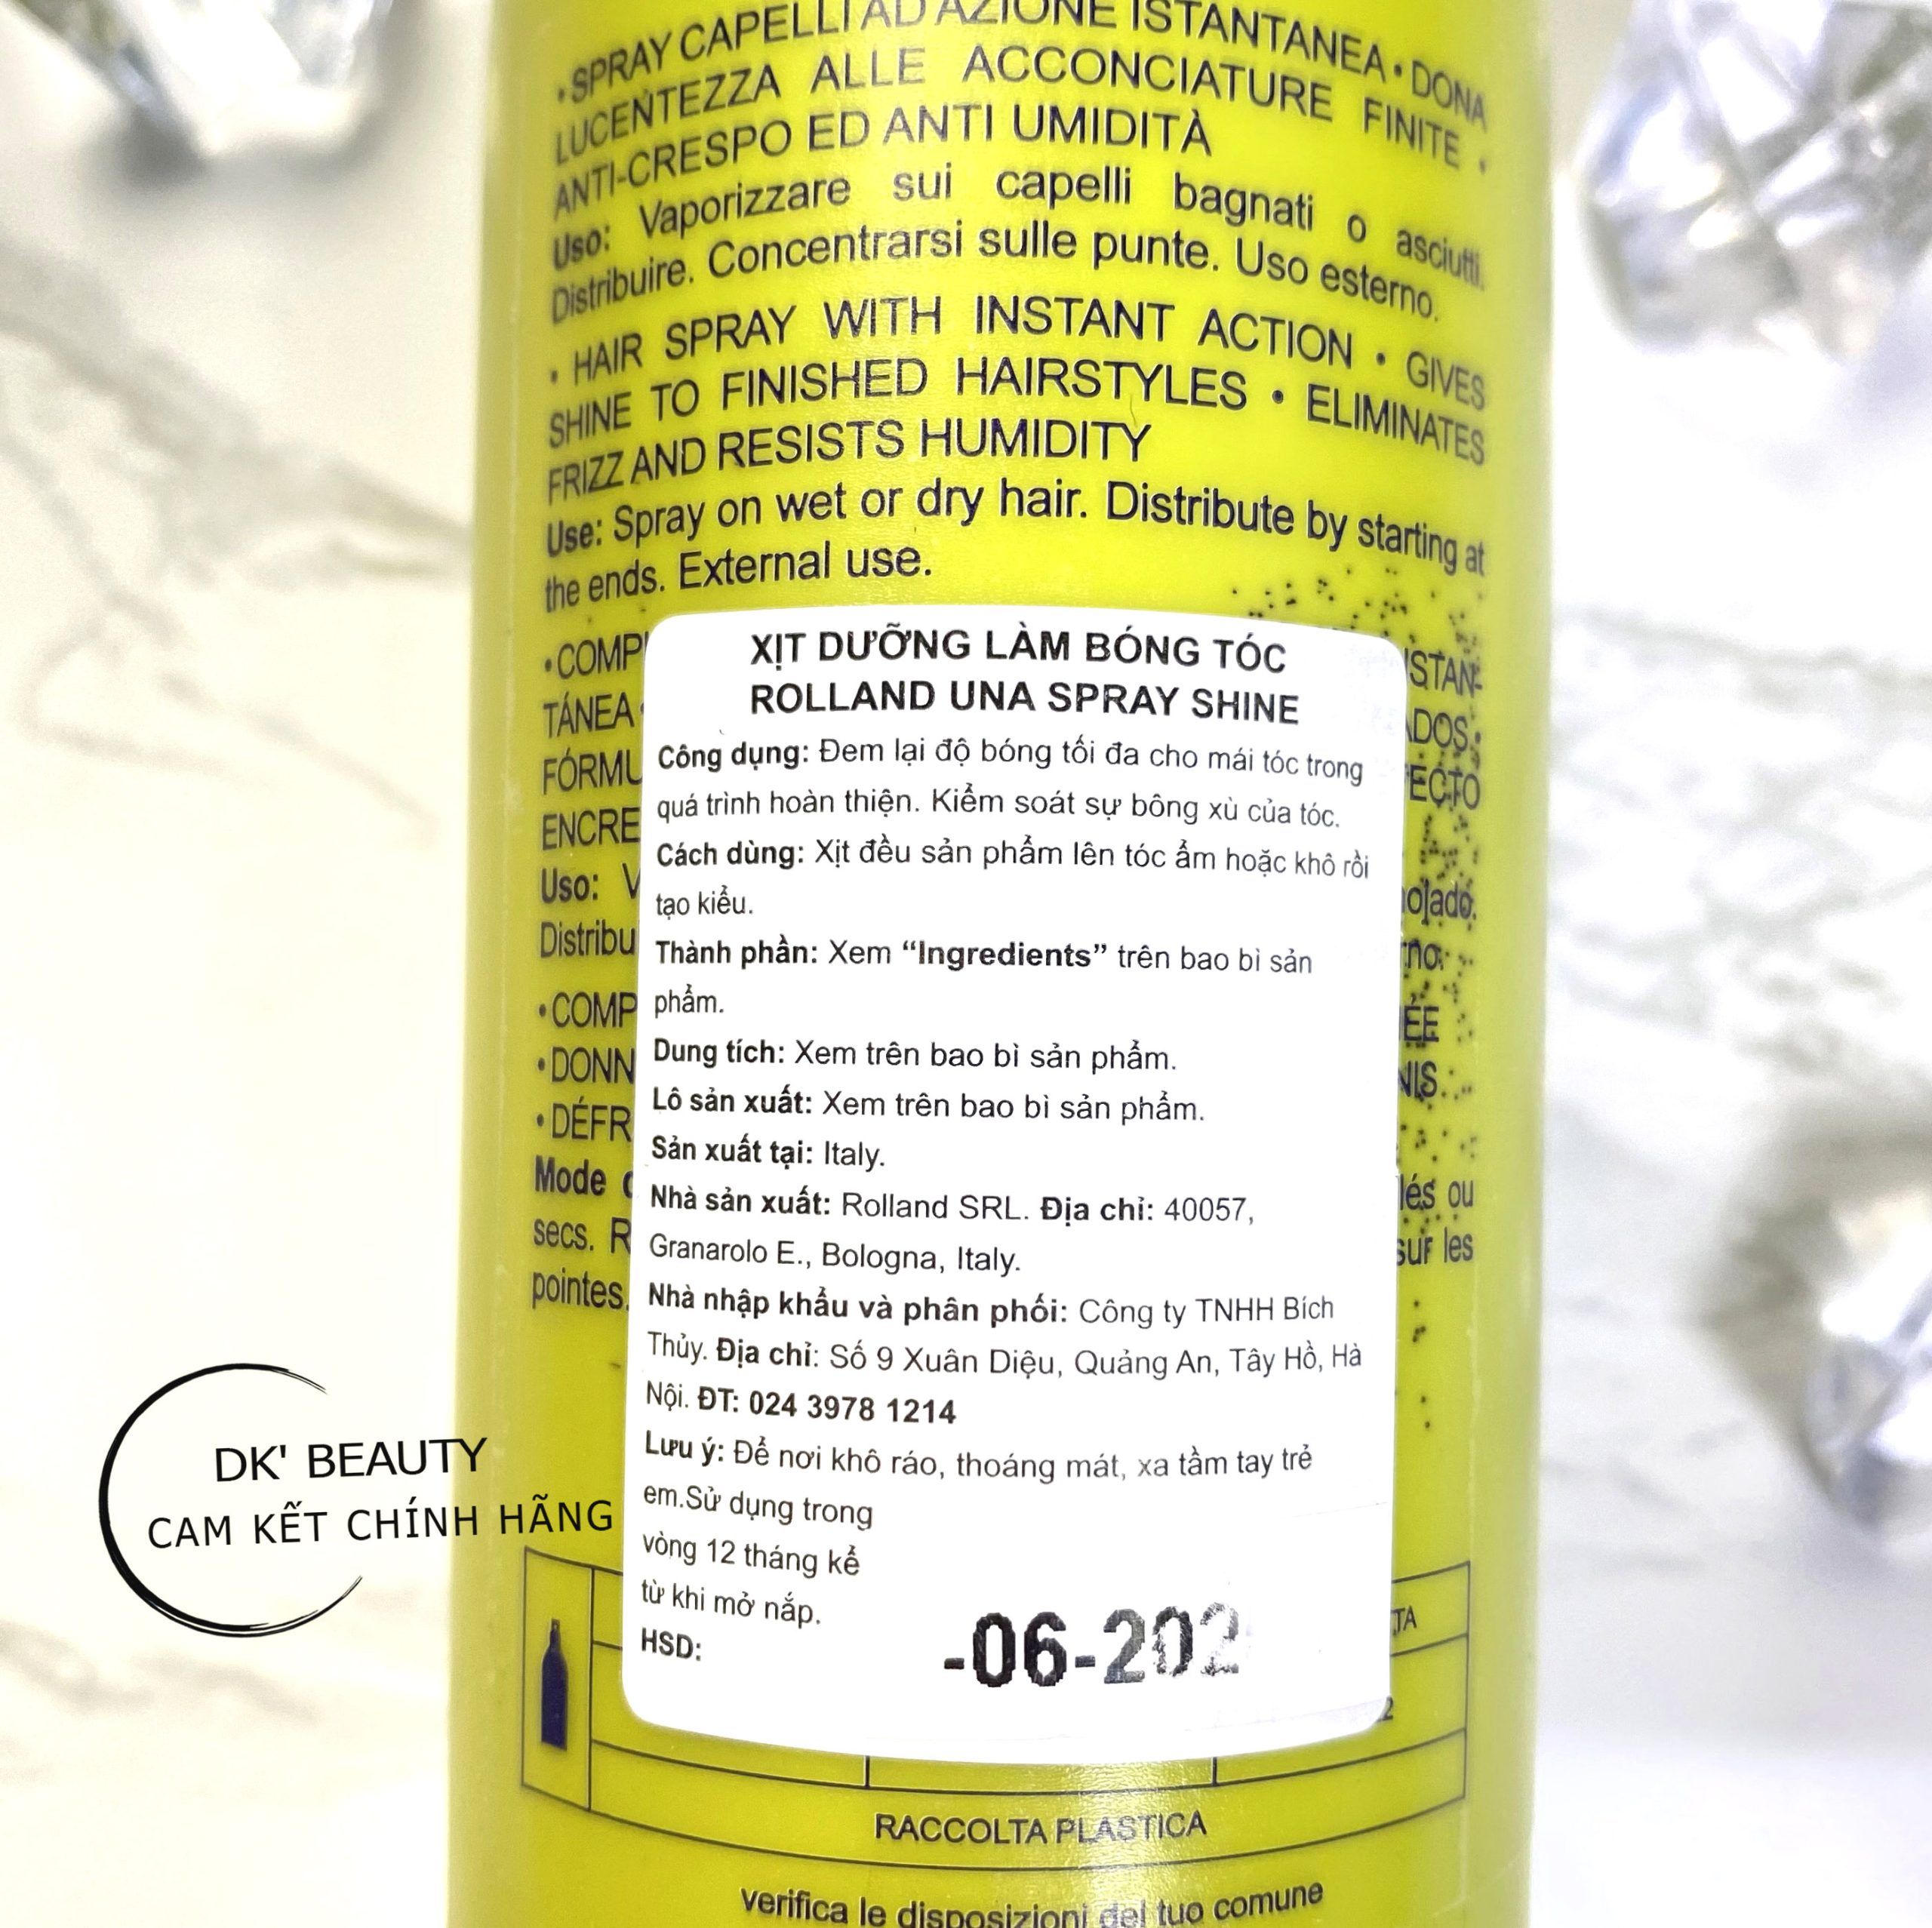 • SPRAY CAPELLI AD AZIONE ISTANTANEA • DONA
LUCENTEZZA ALLE ACCONCIATURE FINITE •
ANTI-CRESPO ED ANTI UMIDITÀ
Uso: Vaporizzare sui capelli bagnati o asciutti.
Distribuire. Concentrarsi sulle punte. Uso esterno.
• HAIR SPRAY WITH INSTANT ACTION • GIVES
SHINE TO FINISHED HAIRSTYLES • ELIMINATES
FRIZZ AND RESISTS HUMIDITY
Use: Spray on wet or dry hair. Distribute by starting at
the ends. External use.
XỊT DƯỠNG LÀM BÓNG TÓC
ROLLAND UNA SPRAY SHINE
Công dụng: Đem lại độ bóng tối đa cho mái tóc trong
quá trình hoàn thiện. Kiểm soát sự bông xù của tóc.
Cách dùng: Xịt đều sản phẩm lên tóc ẩm hoặc khô rồi
tạo kiểu.
Thành phần: Xem “Ingredients” trên bao bì sản
phẩm.
Dung tích: Xem trên bao bì sản phẩm.
Lô sản xuất: Xem trên bao bì sản phẩm.
Sản xuất tại: Italy.
Nhà sản xuất: Rolland SRL. Địa chỉ: 40057,
Granarolo E., Bologna, Italy.
Nhà nhập khẩu và phân phối: Công ty TNHH Bích
Thủy. Địa chỉ: Số 9 Xuân Diệu, Quảng An, Tây Hồ, Hà
Nội. ĐT: 024 3978 1214
Lưu ý: Để nơi khô ráo, thoáng mát, xa tầm tay trẻ
em.Sử dụng trong
vòng 12 tháng kể
từ khi mở nắp.
HSD: -06-202
TÁNEA
Uso:
Mode
secs.
lés ou
sur les
pointes.
DK' BEAUTY
CAM KẾT CHÍNH HÃNG
RACCOLTA PLASTICA
verifica le disposizioni del tuo comune